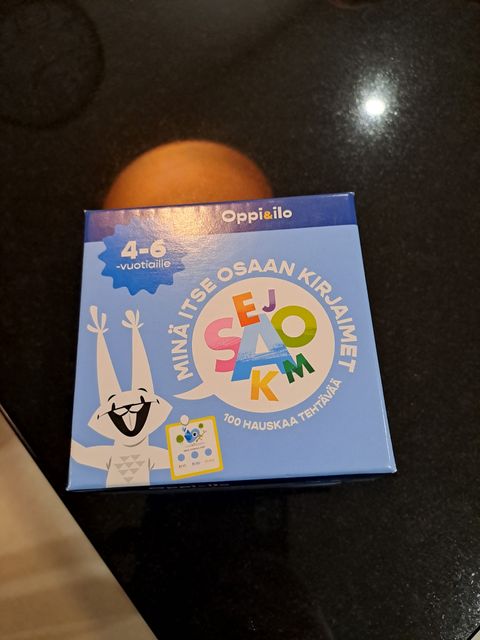 Oppi&ilo
4-6
-vuotiaille
MINÄ ITSE OSAAN KIRJAIMET
E J
S A O
K M
100 HAUSKAA TEHTÄVÄÄ